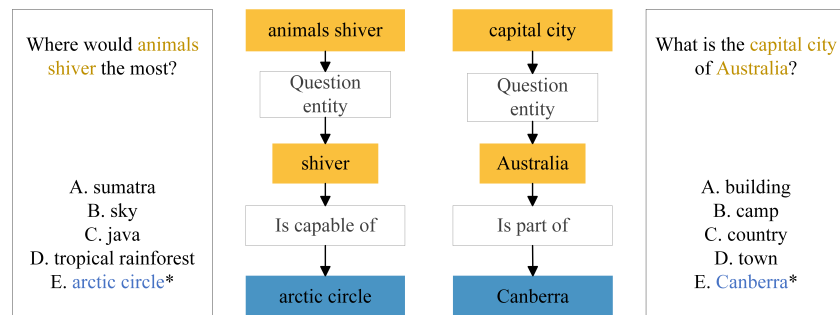 Where would animals
shiver the most?
A. sumatra
B. sky
C. java
D. tropical rainforest
E. arctic circle*
animals shiver
Question
entity
shiver
Is capable of
arctic circle
capital city
Question
entity
Australia
Is part of
Canberra
What is the capital city
of Australia?
A. building
B. camp
C. country
D. town
E. Canberra*